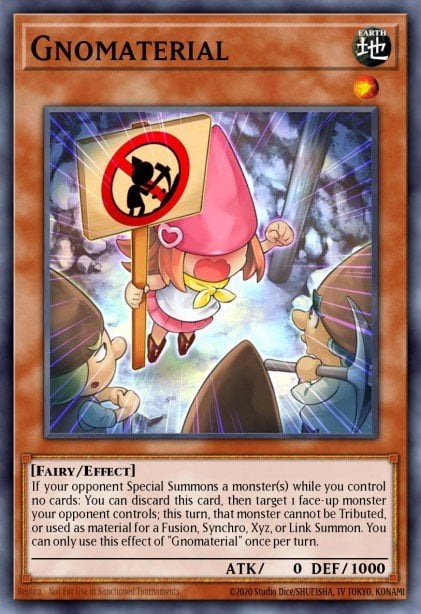 GNOMATERIAL
EARTH
地
[FAIRY/EFFECT]
If your opponent Special Summons a monster(s) while you control
no cards: You can discard this card, then target 1 face-up monster
your opponent controls; this turn, that monster cannot be Tributed,
or used as material for a Fusion, Synchro, Xyz, or Link Summon. You
can only use this effect of "Gnomaterial" once per turn.
ATK/ 0 DEF/1000
Replica - Not For Use in Sanctioned Tournaments
©2020 Studio Dice/SHUEISHA, TV TOKYO, KONAMI